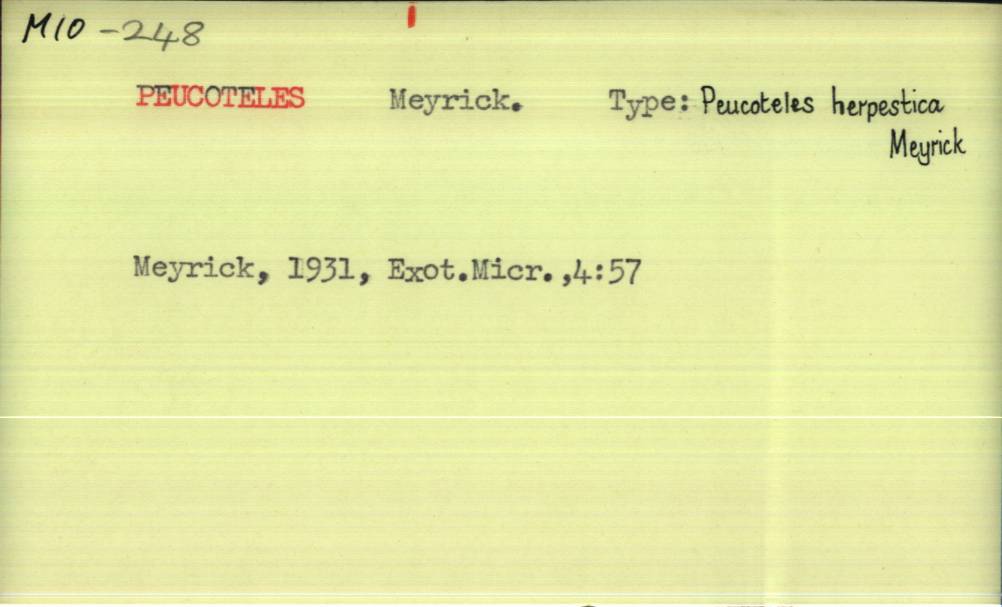 M10 -248
PEUCOTELES Meyrick. Type: Peucoteles herpestica
Meyrick
Meyrick, 1931, Exot.Micr.,4:57